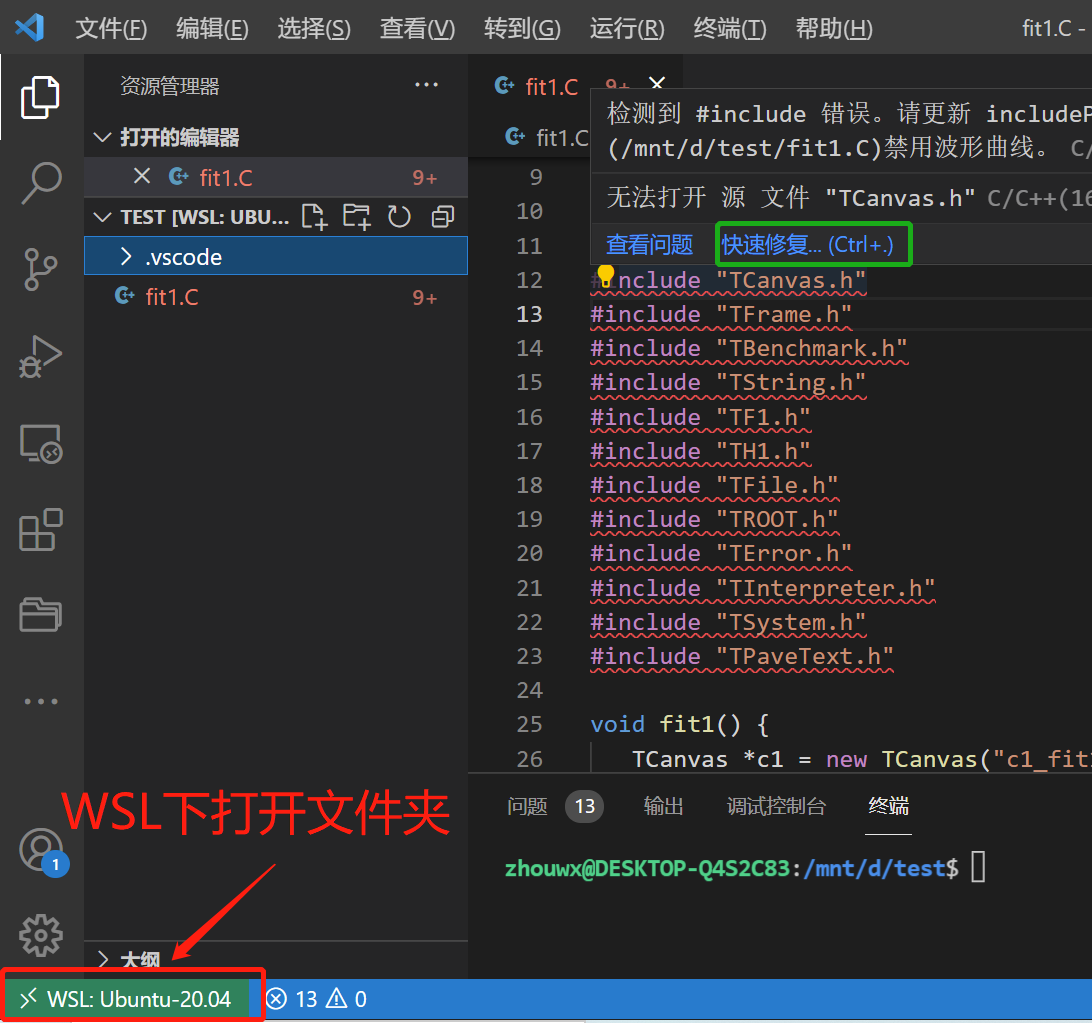 文件(F) 编辑(E) 选择(S) 查看(V) 转到(G) 运行(R) 终端(T) 帮助(H) fit1.C -
资源管理器 ···
打开的编辑器
fit1.C 9+
TEST [WSL: UBU...
.vscode
fit1.C 9+
fit1.C 9+
fit1.C
检测到 #include 错误。请更新 includeP
(/mnt/d/test/fit1.C)禁用波形曲线。 C/
无法打开 源 文件 "TCanvas.h" C/C++(16
查看问题 快速修复... (Ctrl+.)
9
10
11
12 #include "TCanvas.h"
13 #include "TFrame.h"
14 #include "TBenchmark.h"
15 #include "TString.h"
16 #include "TF1.h"
17 #include "TH1.h"
18 #include "TFile.h"
19 #include "TROOT.h"
20 #include "TError.h"
21 #include "TInterpreter.h"
22 #include "TSystem.h"
23 #include "TPaveText.h"
24
25 void fit1() {
26 TCanvas *c1 = new TCanvas("c1_fit
问题 13 输出 调试控制台 终端
zhouwx@DESKTOP-Q4S2C83:/mnt/d/test$
WSL下打开文件夹
1
大纲
WSL: Ubuntu-20.04 13 0